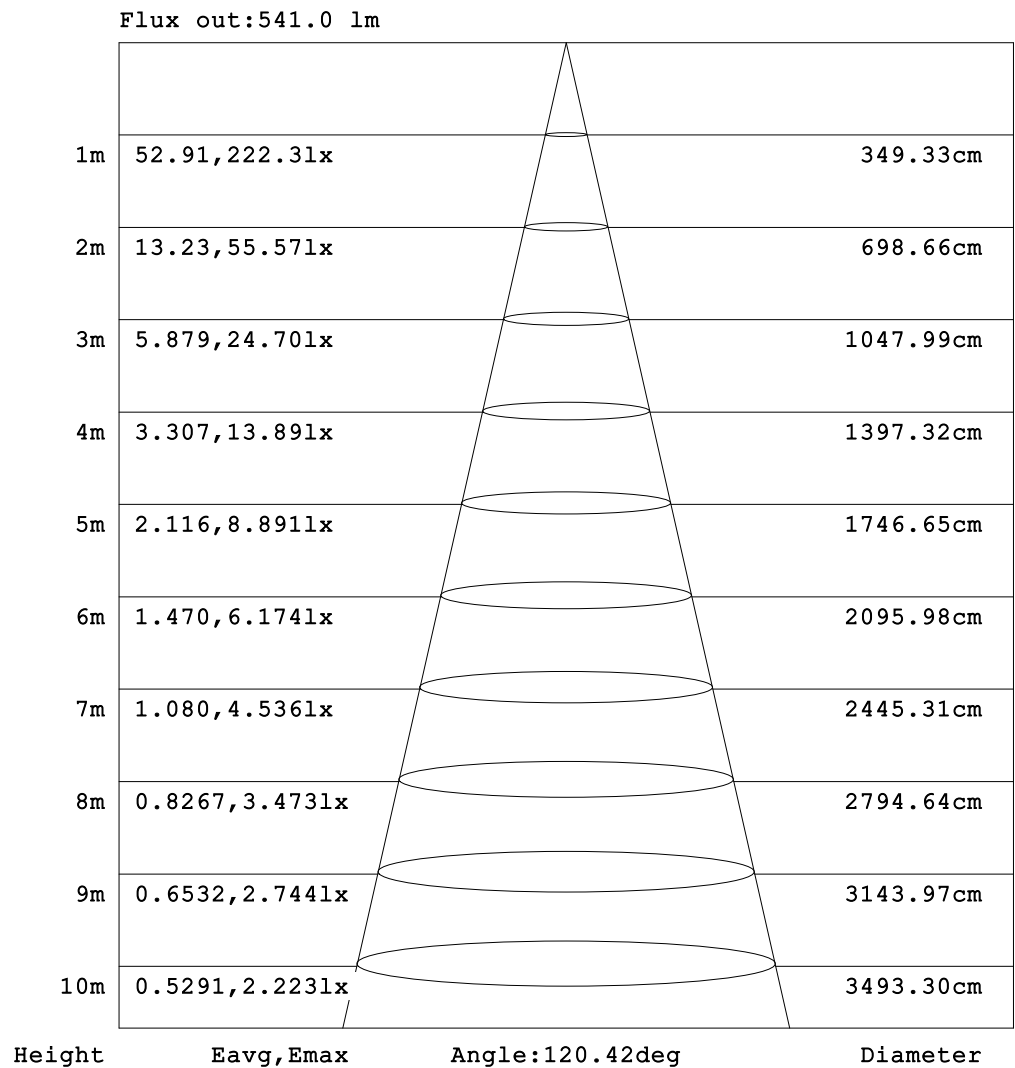 Flux out:541.0 lm
1m 52.91,222.3lx 349.33cm
2m 13.23,55.57lx 698.66cm
3m 5.879,24.70lx 1047.99cm
4m 3.307,13.89lx 1397.32cm
5m 2.116,8.891lx 1746.65cm
6m 1.470,6.174lx 2095.98cm
7m 1.080,4.536lx 2445.31cm
8m 0.8267,3.473lx 2794.64cm
9m 0.6532,2.744lx 3143.97cm
10m 0.5291,2.223lx 3493.30cm
Height Eavg,Emax Angle:120.42deg Diameter